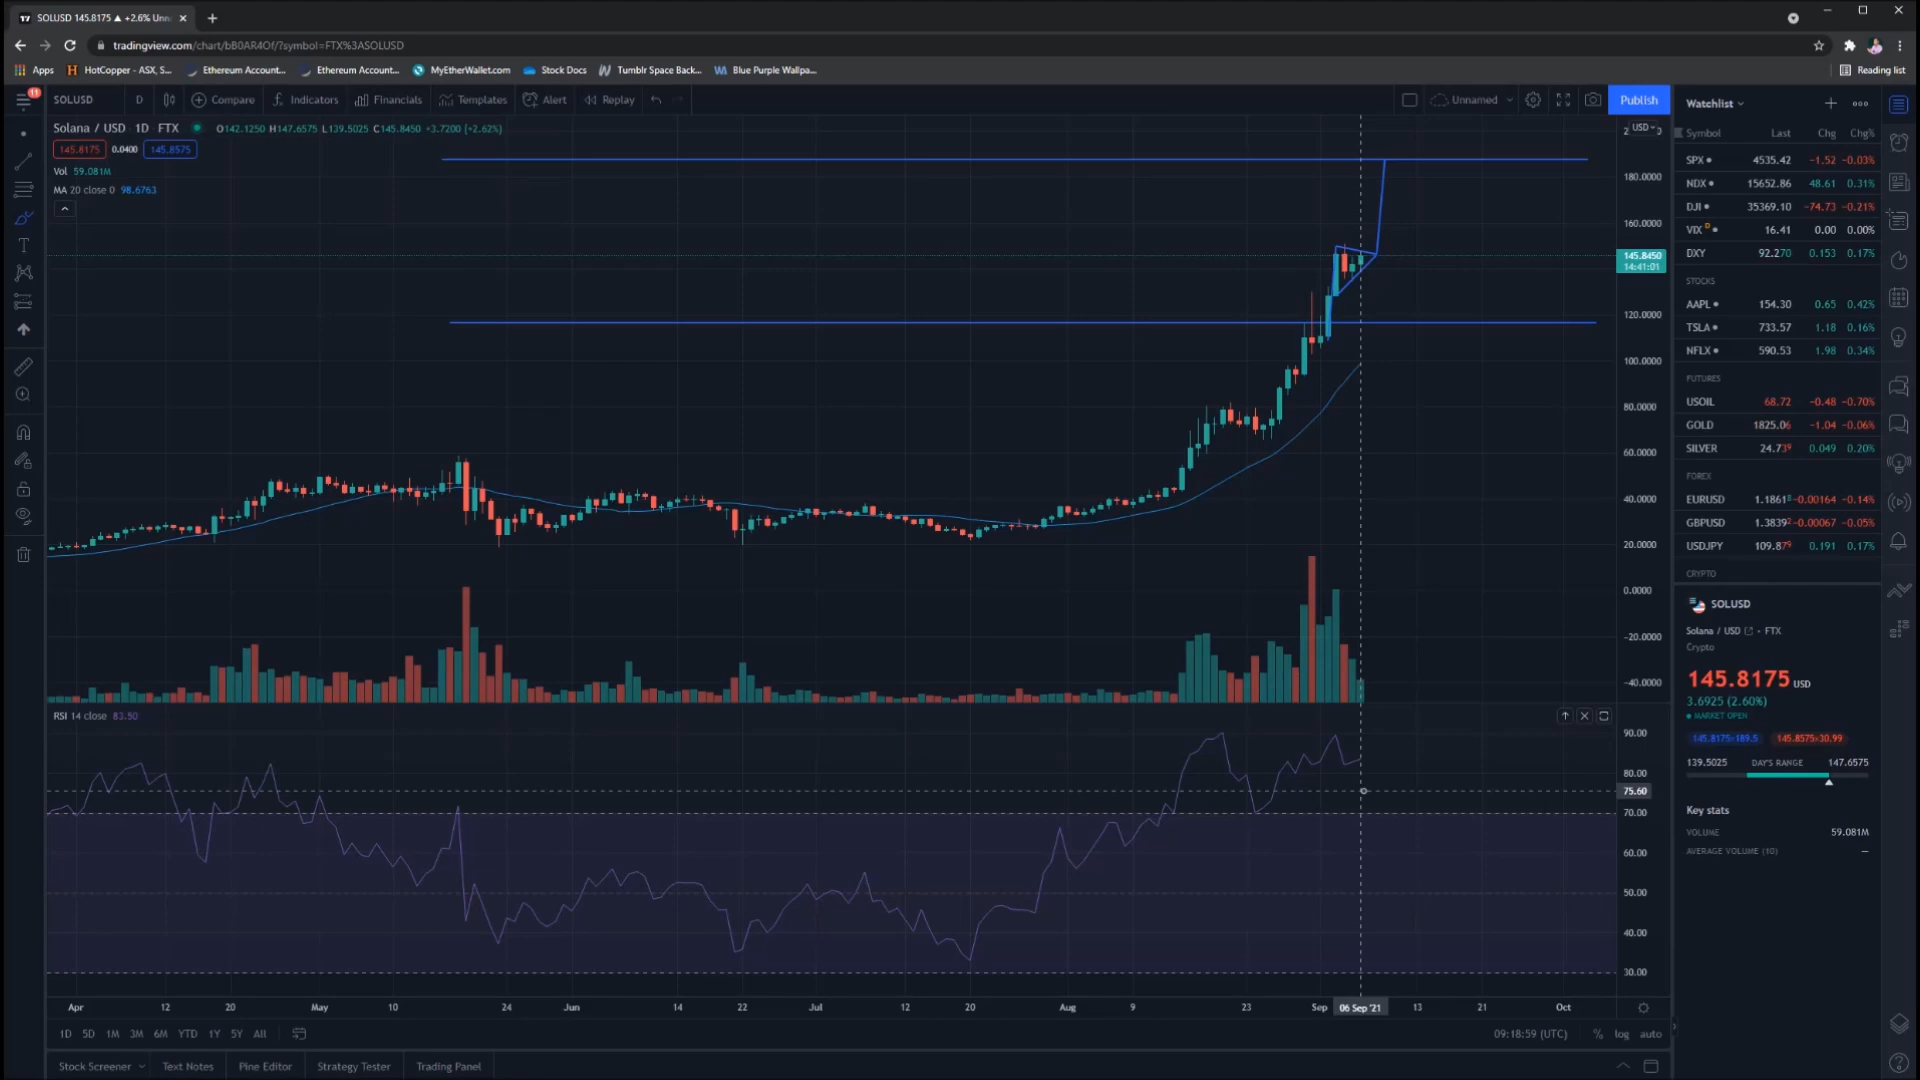 SOLUSD 145.8175 ▲ +2.6% Unn
tradingview.com/chart/bB0AR4Of/?symbol=FTX%3ASOLUSD
Apps HotCopper - ASX, S... Ethereum Account... Ethereum Account... MyEtherWallet.com Stock Docs Tumblr Space Back... Blue Purple Wallpa... Reading list
11 SOLUSD D Compare Indicators Financials Templates Alert Replay Unnamed Publish
Solana / USD 1D FTX O142.1250 H147.6575 L139.5025 C145.8450 +3.7200 (+2.62%)
145.8175 0.0400 145.8575
Vol 59.081M
MA 20 close 0 98.6763
USD
180.0000
160.0000
145.8450
14:41:01
120.0000
100.0000
80.0000
60.0000
40.0000
20.0000
0.0000
-20.0000
-40.0000
RSI 14 close 83.50
90.00
80.00
75.60
70.00
60.00
50.00
40.00
30.00
Apr 12 20 May 10 24 Jun 14 22 Jul 12 20 Aug 9 23 Sep 06 Sep '21 13 21 Oct
1D 5D 1M 3M 6M YTD 1Y 5Y All 09:18:59 (UTC) % log auto
Stock Screener Text Notes Pine Editor Strategy Tester Trading Panel
Watchlist
Symbol Last Chg Chg%
SPX 4535.42 −1.52 −0.03%
NDX 15652.86 48.61 0.31%
DJI 35369.10 −74.73 −0.21%
VIX D 16.41 0.00 0.00%
DXY 92.270 0.153 0.17%
STOCKS
AAPL 154.30 0.65 0.42%
TSLA 733.57 1.18 0.16%
NFLX 590.53 1.98 0.34%
FUTURES
USOIL 68.72 −0.48 −0.70%
GOLD 1825.06 −1.04 −0.06%
SILVER 24.739 0.049 0.20%
FOREX
EURUSD 1.18618 −0.00164 −0.14%
GBPUSD 1.38392 −0.00067 −0.05%
USDJPY 109.879 0.191 0.17%
CRYPTO
SOLUSD
Solana / USD • FTX
Crypto
145.8175 USD
3.6925 (2.60%)
MARKET OPEN
145.8175×189.5 145.8575×30.99
139.5025 DAY'S RANGE 147.6575
Key stats
VOLUME 59.081M
AVERAGE VOLUME (10) —